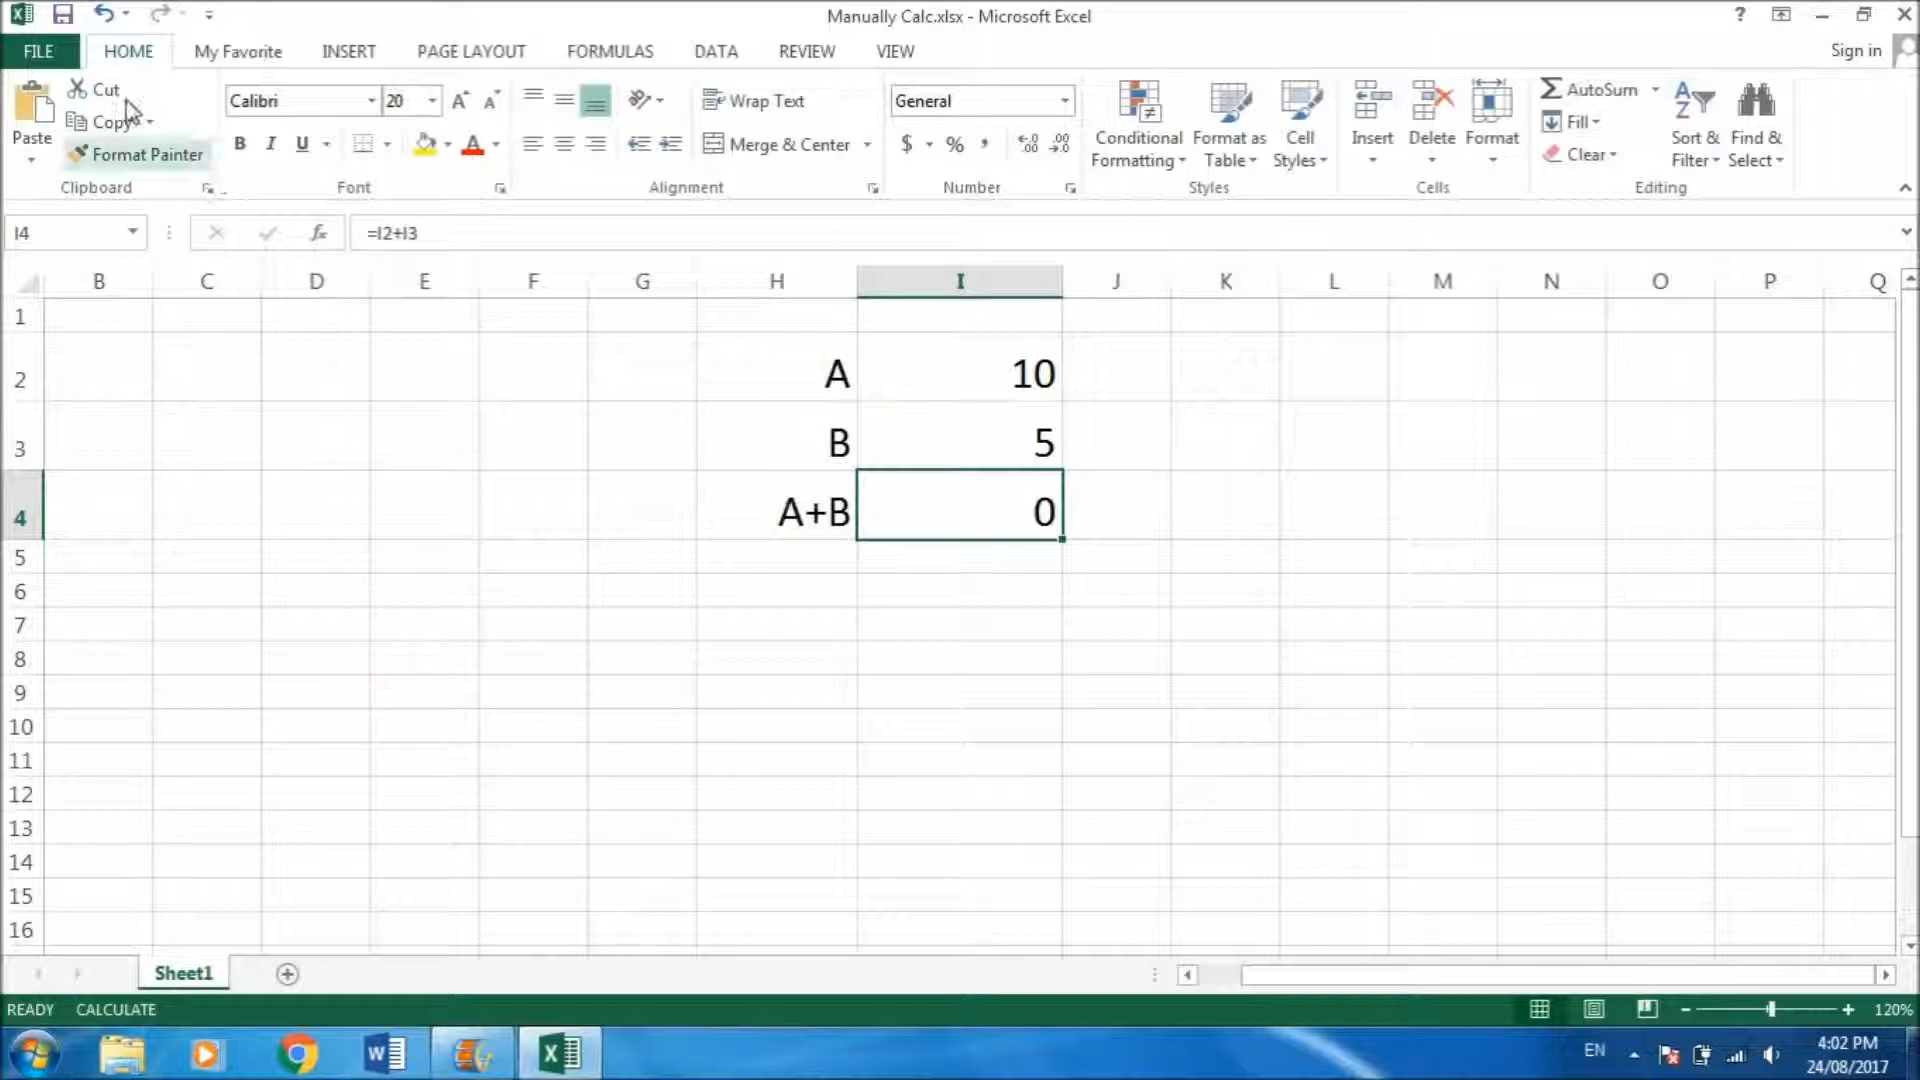 Manually Calc.xlsx - Microsoft Excel
?
FILE HOME My Favorite INSERT PAGE LAYOUT FORMULAS DATA REVIEW VIEW Sign in
Paste
Cut
Copy
Format Painter
Clipboard
Calibri 20
B I U
Font
Wrap Text
Merge & Center
Alignment
General
$ % ,
Number
Conditional Formatting
Format as Table
Cell Styles
Styles
Insert Delete Format
Cells
AutoSum
Fill
Clear
Sort & Filter
Find & Select
Editing
I4 fx =I2+I3
B C D E F G H I J K L M N O P Q
1
2 A 10
3 B 5
4 A+B 0
5
6
7
8
9
10
11
12
13
14
15
16
Sheet1
READY CALCULATE 120%
EN 4:02 PM
24/08/2017